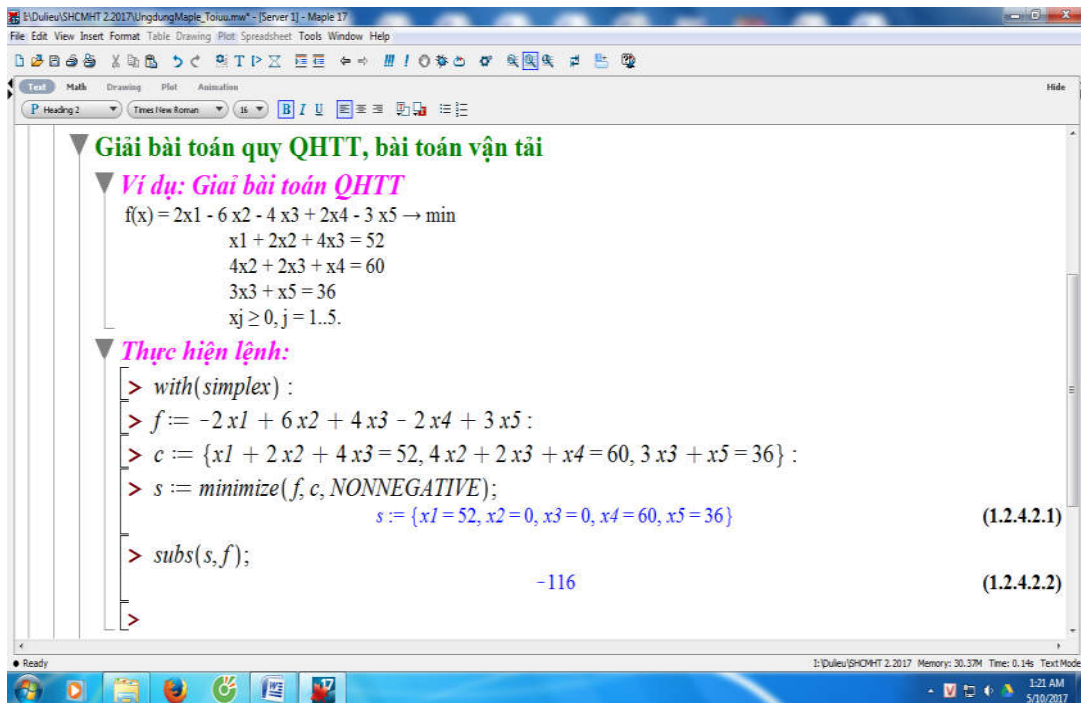 I:\Dulieu\SHCMHT 2.2017\UngdungMaple_Toiuu.mw* - [Server 1] - Maple 17
File Edit View Insert Format Table Drawing Plot Spreadsheet Tools Window Help
Text Math Drawing Plot Animation Hide
P Heading 2 Times New Roman 16 B I U
Giải bài toán quy QHTT, bài toán vận tải
Ví dụ: Giaỉ bài toán QHTT
f(x) = 2x1 - 6 x2 - 4 x3 + 2x4 - 3 x5 → min
x1 + 2x2 + 4x3 = 52
4x2 + 2x3 + x4 = 60
3x3 + x5 = 36
xj ≥ 0, j = 1..5.
Thực hiện lệnh:
> with(simplex) :
> f := -2 x1 + 6 x2 + 4 x3 - 2 x4 + 3 x5 :
> c := {x1 + 2 x2 + 4 x3 = 52, 4 x2 + 2 x3 + x4 = 60, 3 x3 + x5 = 36} :
> s := minimize(f, c, NONNEGATIVE);
s := {x1 = 52, x2 = 0, x3 = 0, x4 = 60, x5 = 36} (1.2.4.2.1)
> subs(s, f);
-116 (1.2.4.2.2)
>
Ready I:\Dulieu\SHCMHT 2.2017 Memory: 30.37M Time: 0.14s Text Mode
1:21 AM
5/10/2017